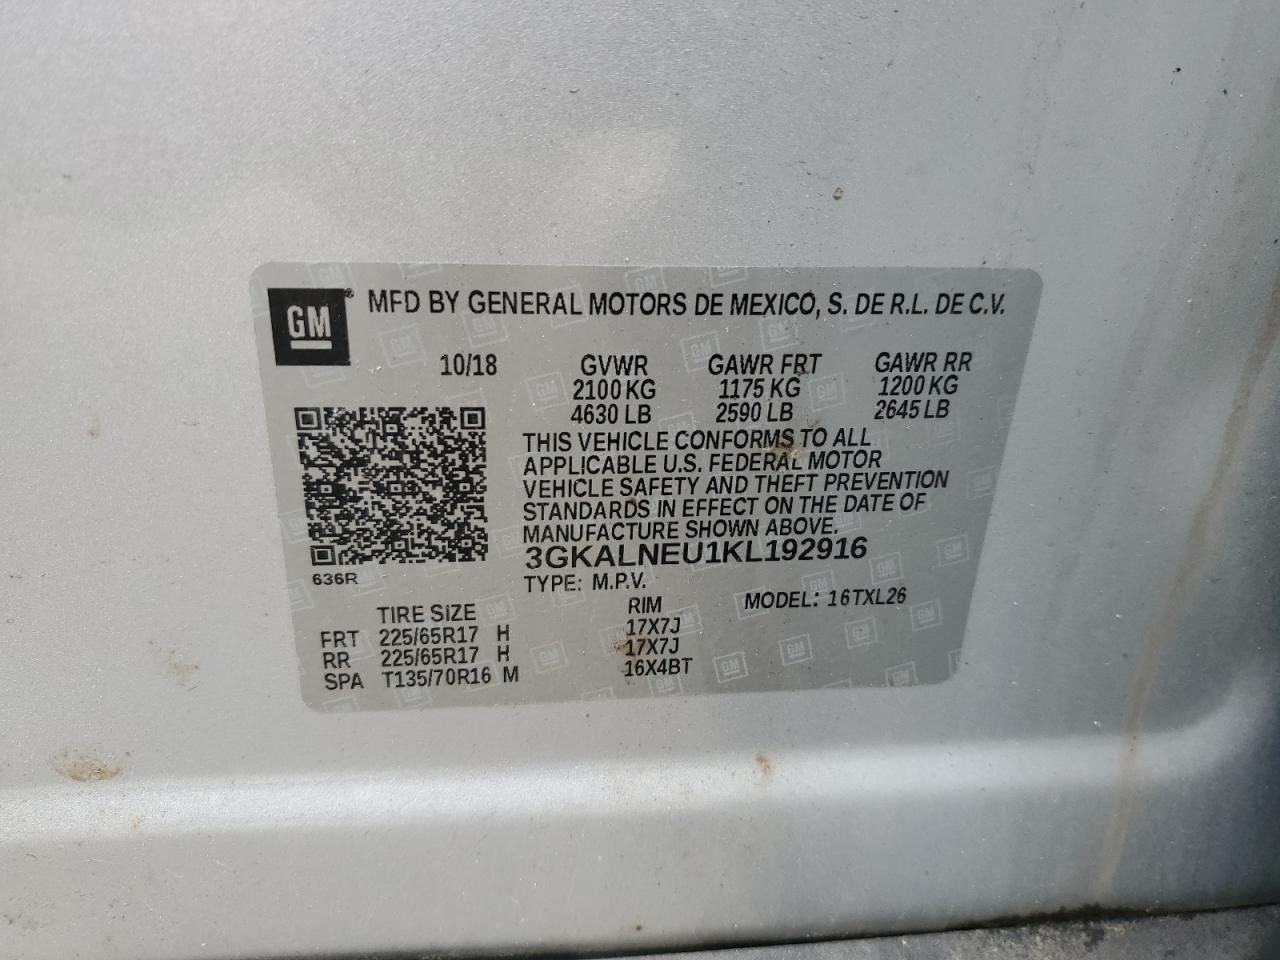 GM® MFD BY GENERAL MOTORS DE MEXICO, S. DE R.L. DE C.V.
10/18 GVWR GAWR FRT GAWR RR
2100 KG 1175 KG 1200 KG
4630 LB 2590 LB 2645 LB
THIS VEHICLE CONFORMS TO ALL
APPLICABLE U.S. FEDERAL MOTOR
VEHICLE SAFETY AND THEFT PREVENTION
STANDARDS IN EFFECT ON THE DATE OF
MANUFACTURE SHOWN ABOVE.
3GKALNEU1KL192916
636R
TYPE: M.P.V. MODEL: 16TXL26
TIRE SIZE RIM
FRT 225/65R17 H 17X7J
RR 225/65R17 H 17X7J
SPA T135/70R16 M 16X4BT